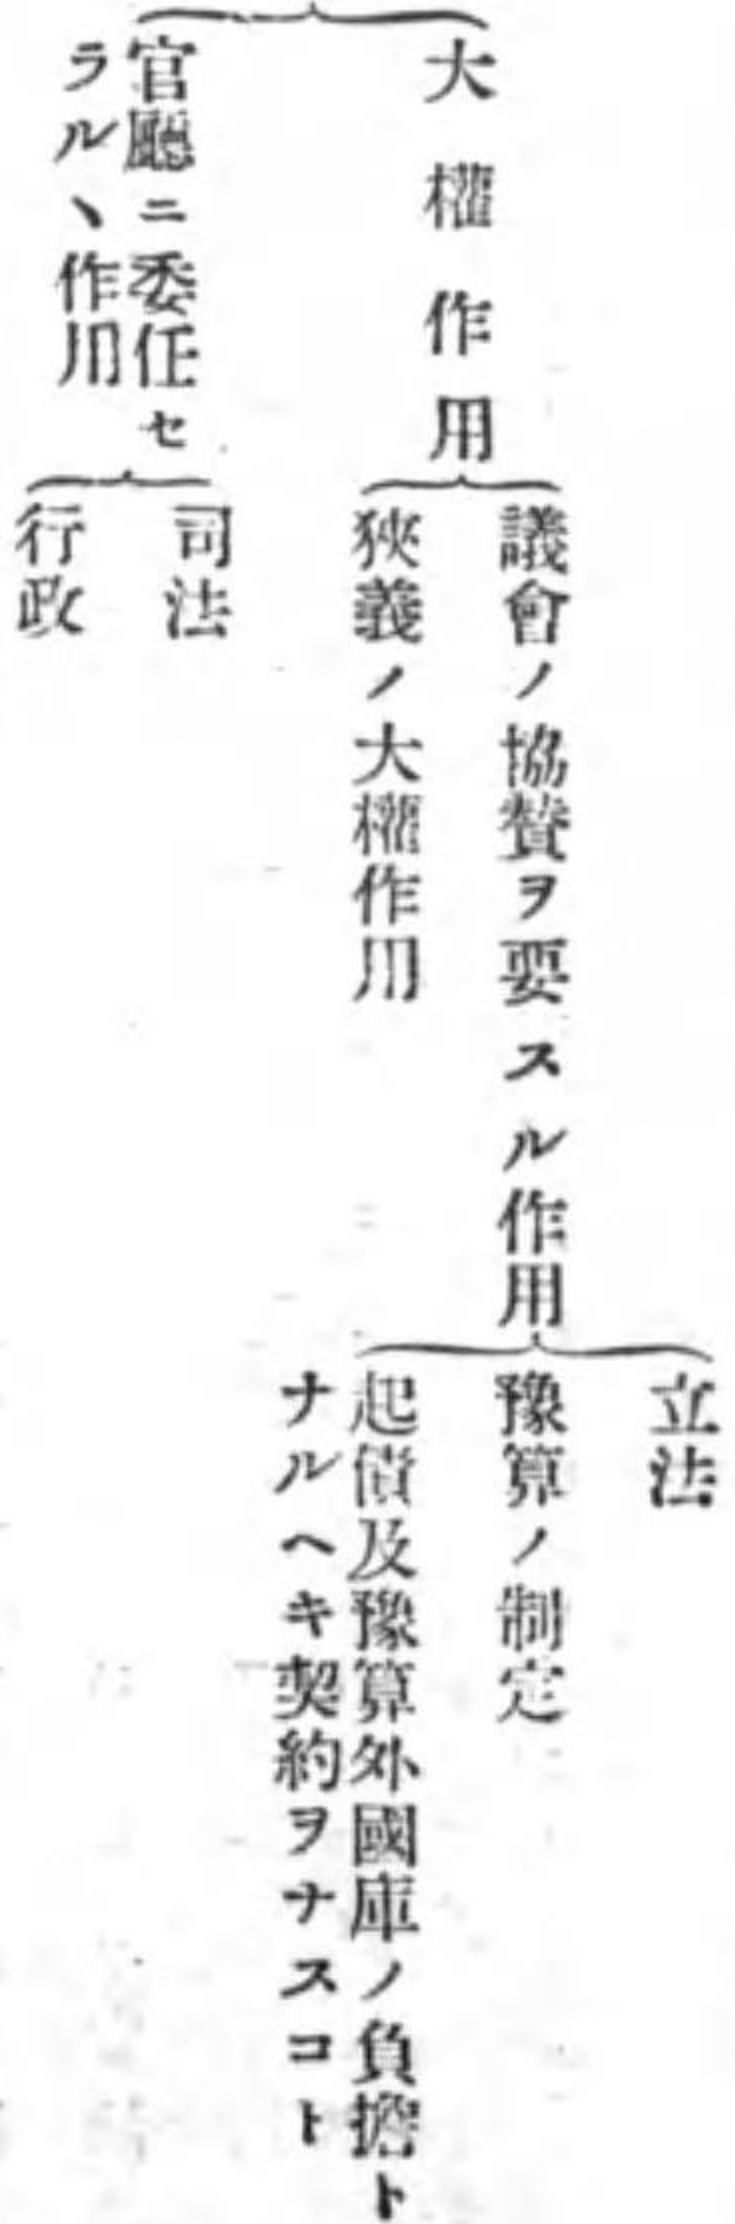 大權作用
議會ノ協贊ヲ要スル作用
立法
豫算ノ制定
起債及豫算外國庫ノ負擔ト
ナルヘキ契約ヲナスコト
狹義ノ大權作用
官廳ニ委任セ
ラルヽ作用
司法
行政